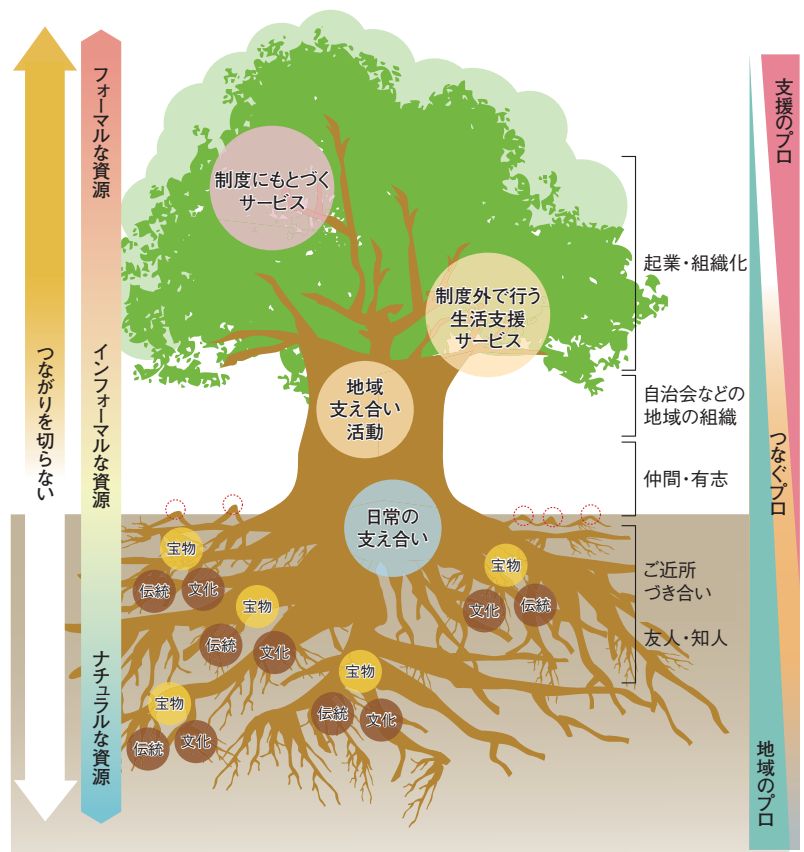 つながりを切らない
フォーマルな資源
インフォーマルな資源
ナチュラルな資源
制度にもとづく
サービス
制度外で行う
生活支援
サービス
地域
支え合い
活動
日常の
支え合い
宝物
伝統
文化
宝物
伝統
文化
宝物
文化
伝統
宝物
伝統
文化
宝物
伝統
文化
起業・組織化
自治会などの
地域の組織
仲間・有志
ご近所
づき合い
友人・知人
支援のプロ
つなぐプロ
地域のプロ